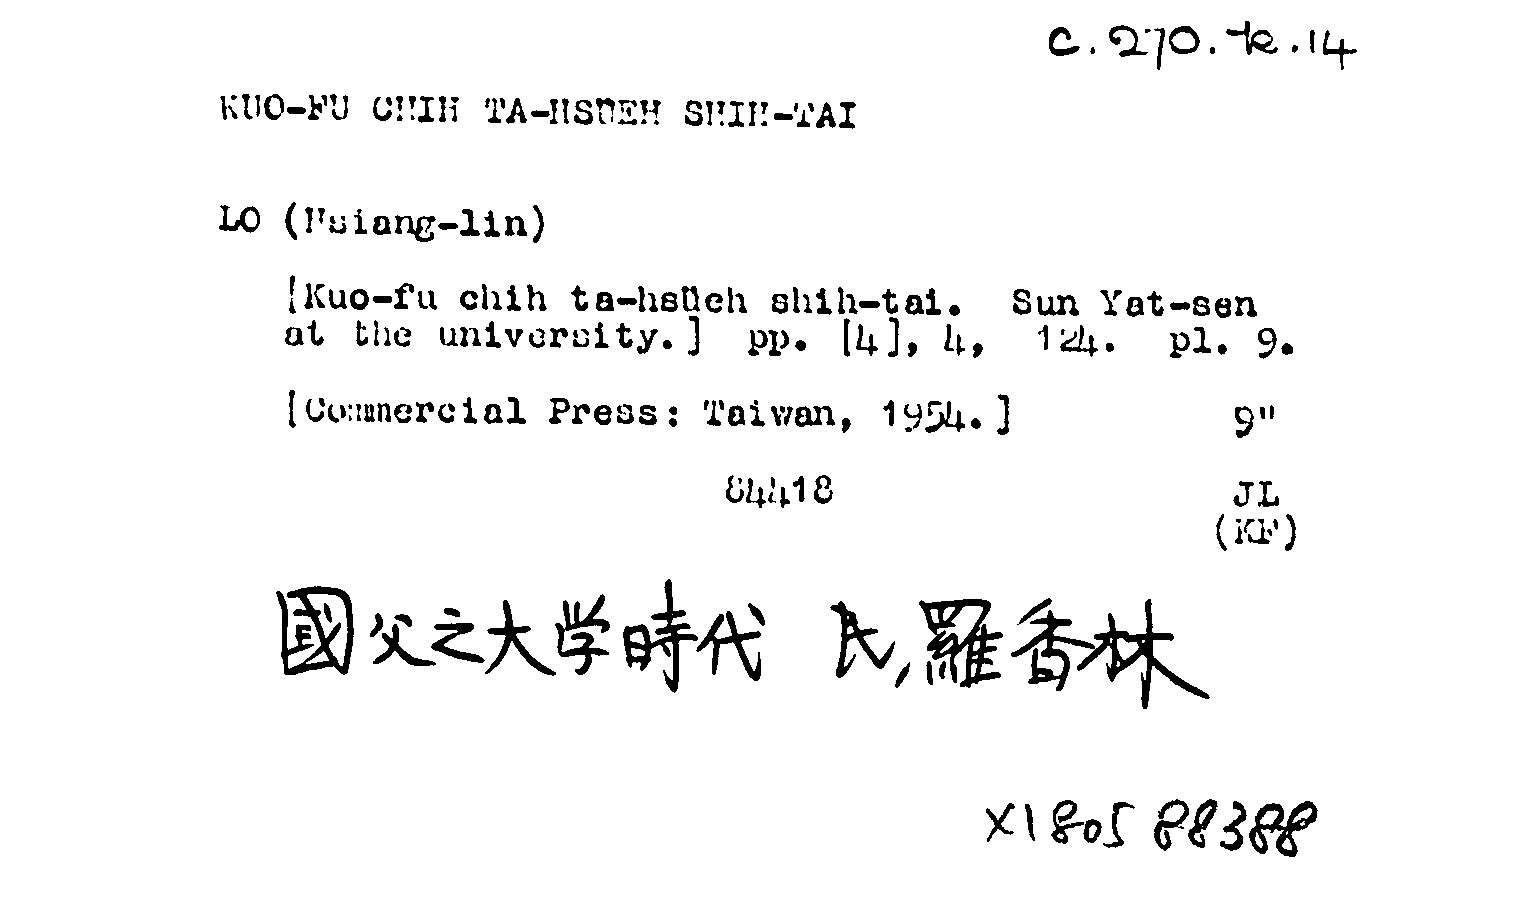 C.270.k.14
KUO-FU CHIH TA-HSÜEH SHIH-TAI
LO (Hsiang-lin)
[Kuo-fu chih ta-hsüeh shih-tai. Sun Yat-sen
at the university.] pp. [4], 4, 124. pl. 9.
[Commercial Press: Taiwan, 1954.] 9"
84418 JL
(KF)
國父之大学時代 民,羅香林
X1805 88388